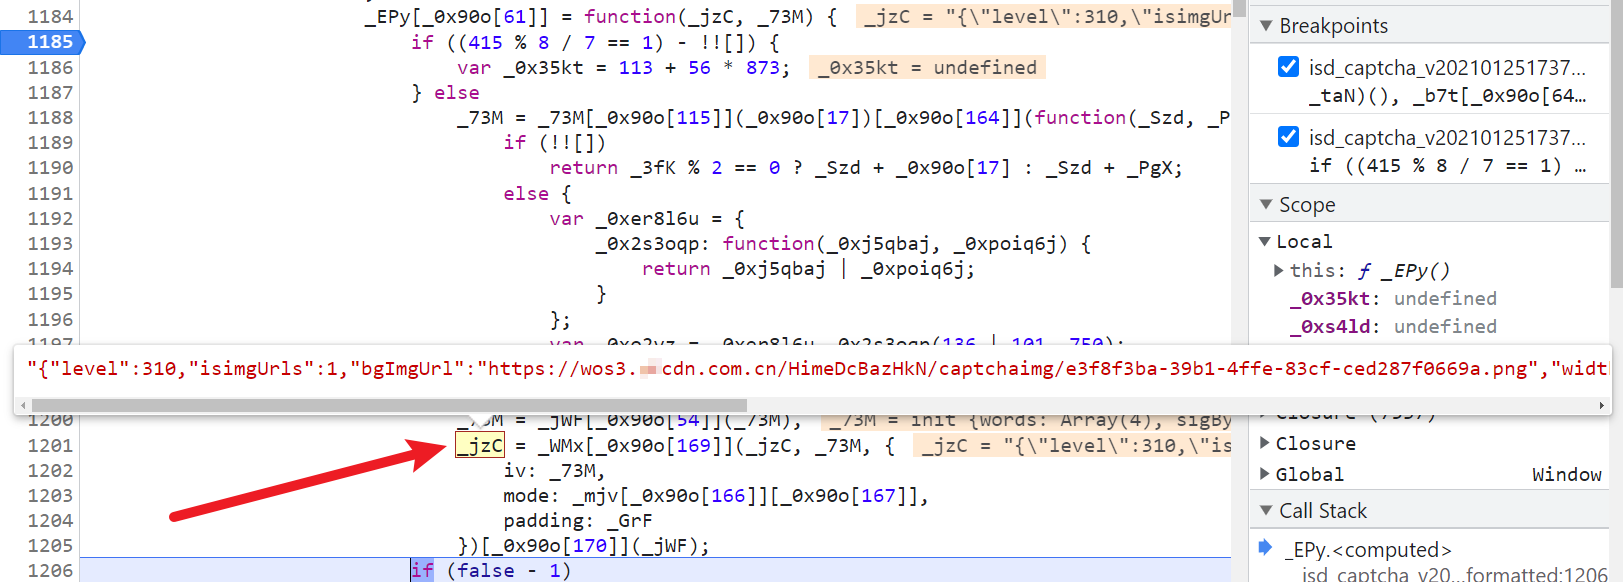 1184 _EPy[_0x90o[61]] = function(_jzC, _73M) { _jzC = "{\"level\":310,\"isimgUr
1185 if ((415 % 8 / 7 == 1) - !![]) {
1186 var _0x35kt = 113 + 56 * 873; _0x35kt = undefined
1187 } else
1188 _73M = _73M[_0x90o[115]](_0x90o[17])[_0x90o[164]](function(_Szd, _P
1189 if (!![])
1190 return _3fK % 2 == 0 ? _Szd + _0x90o[17] : _Szd + _PgX;
1191 else {
1192 var _0xer8l6u = {
1193 _0x2s3oqp: function(_0xj5qbaj, _0xpoiq6j) {
1194 return _0xj5qbaj | _0xpoiq6j;
1195 }
1196 };
"{"level":310,"isimgUrls":1,"bgImgUrl":"https://wos3. cdn.com.cn/HimeDcBazHkN/captchaimg/e3f8f3ba-39b1-4ffe-83cf-ced287f0669a.png","widt
1200 _73M = _jWF[_0x90o[54]](_73M), _73M = init {words: Array(4), sigBy
1201 _jzC = _WMx[_0x90o[169]](_jzC, _73M, { _jzC = "{\"level\":310,\"is
1202 iv: _73M,
1203 mode: _mjv[_0x90o[166]][_0x90o[167]],
1204 padding: _GrF
1205 })[_0x90o[170]](_jWF);
1206 if (false - 1)
Breakpoints
isd_captcha_v202101251737...
_taN)(), _b7t[_0x90o[64…
isd_captcha_v202101251737...
if ((415 % 8 / 7 == 1) …
Scope
Local
this: ƒ _EPy()
_0x35kt: undefined
_0xs4ld: undefined
Closure
Global Window
Call Stack
_EPy.<computed>
isd_captcha_v20...formatted:1206